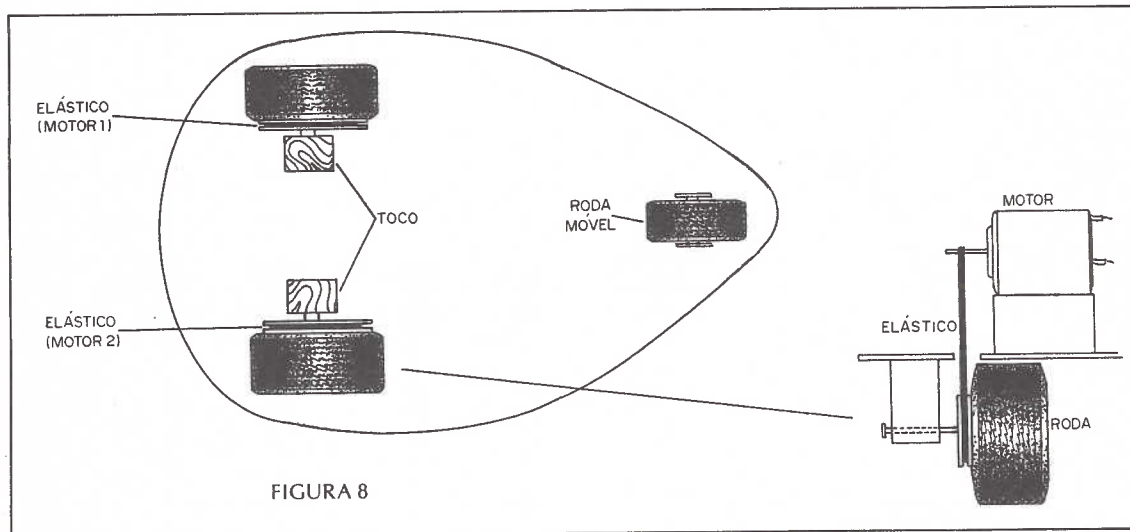 ELÁSTICO
(MOTOR 1)
TOCO
RODA
MÓVEL
MOTOR
ELÁSTICO
(MOTOR 2)
ELÁSTICO
RODA
FIGURA 8